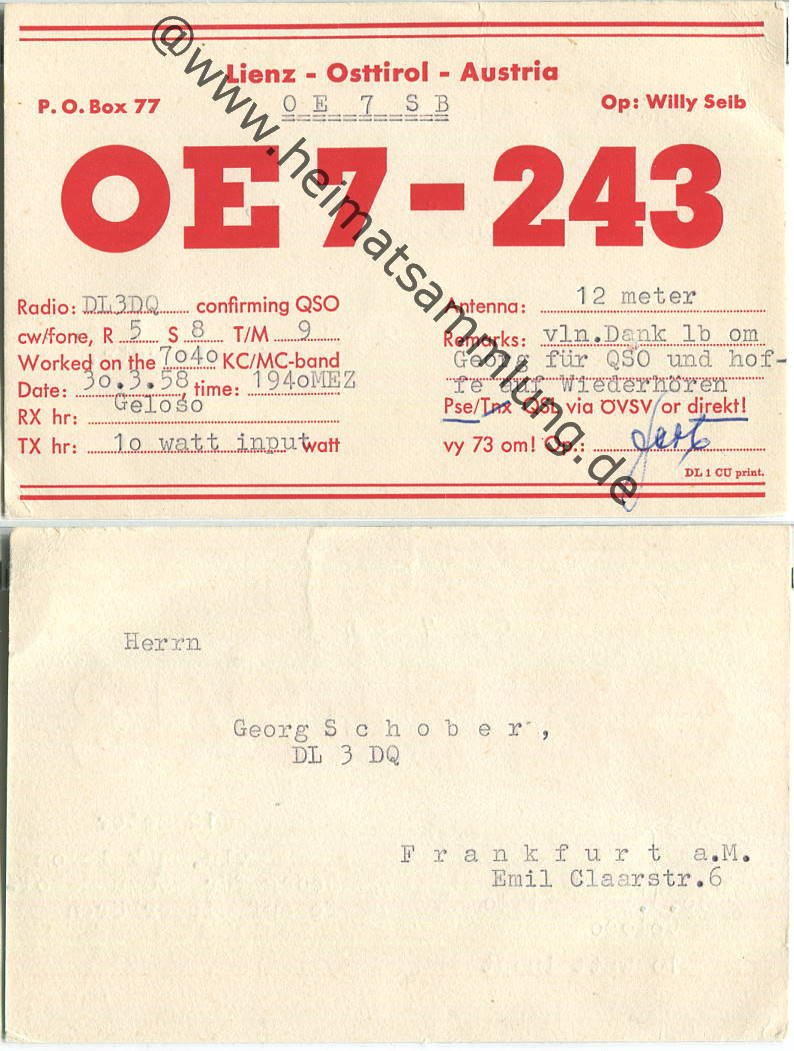 Lienz - Osttirol - Austria
P. O. Box 77
O E 7 S B
Op: Willy Seib
OE7-243
Radio: DL3DQ confirming QSO
cw/fone, R 5 S 8 T/M 9
Worked on the 7o4o KC/MC-band
Date: 3o.3.58, time: 194oMEZ
RX hr: Geloso
TX hr: 1o watt input watt
Antenna: 12 meter
Remarks: vln.Dank lb om
Georg für QSO und hof-
fe auf Wiederhören
Pse/Tnx QSL via ÖVSV or direkt!
vy 73 om! Op.:
DL 1 CU print.
@www.heimatsammlung.de
Herrn
Georg S c h o b e r ,
DL 3 DQ
F r a n k f u r t a.M.
Emil Claarstr.6